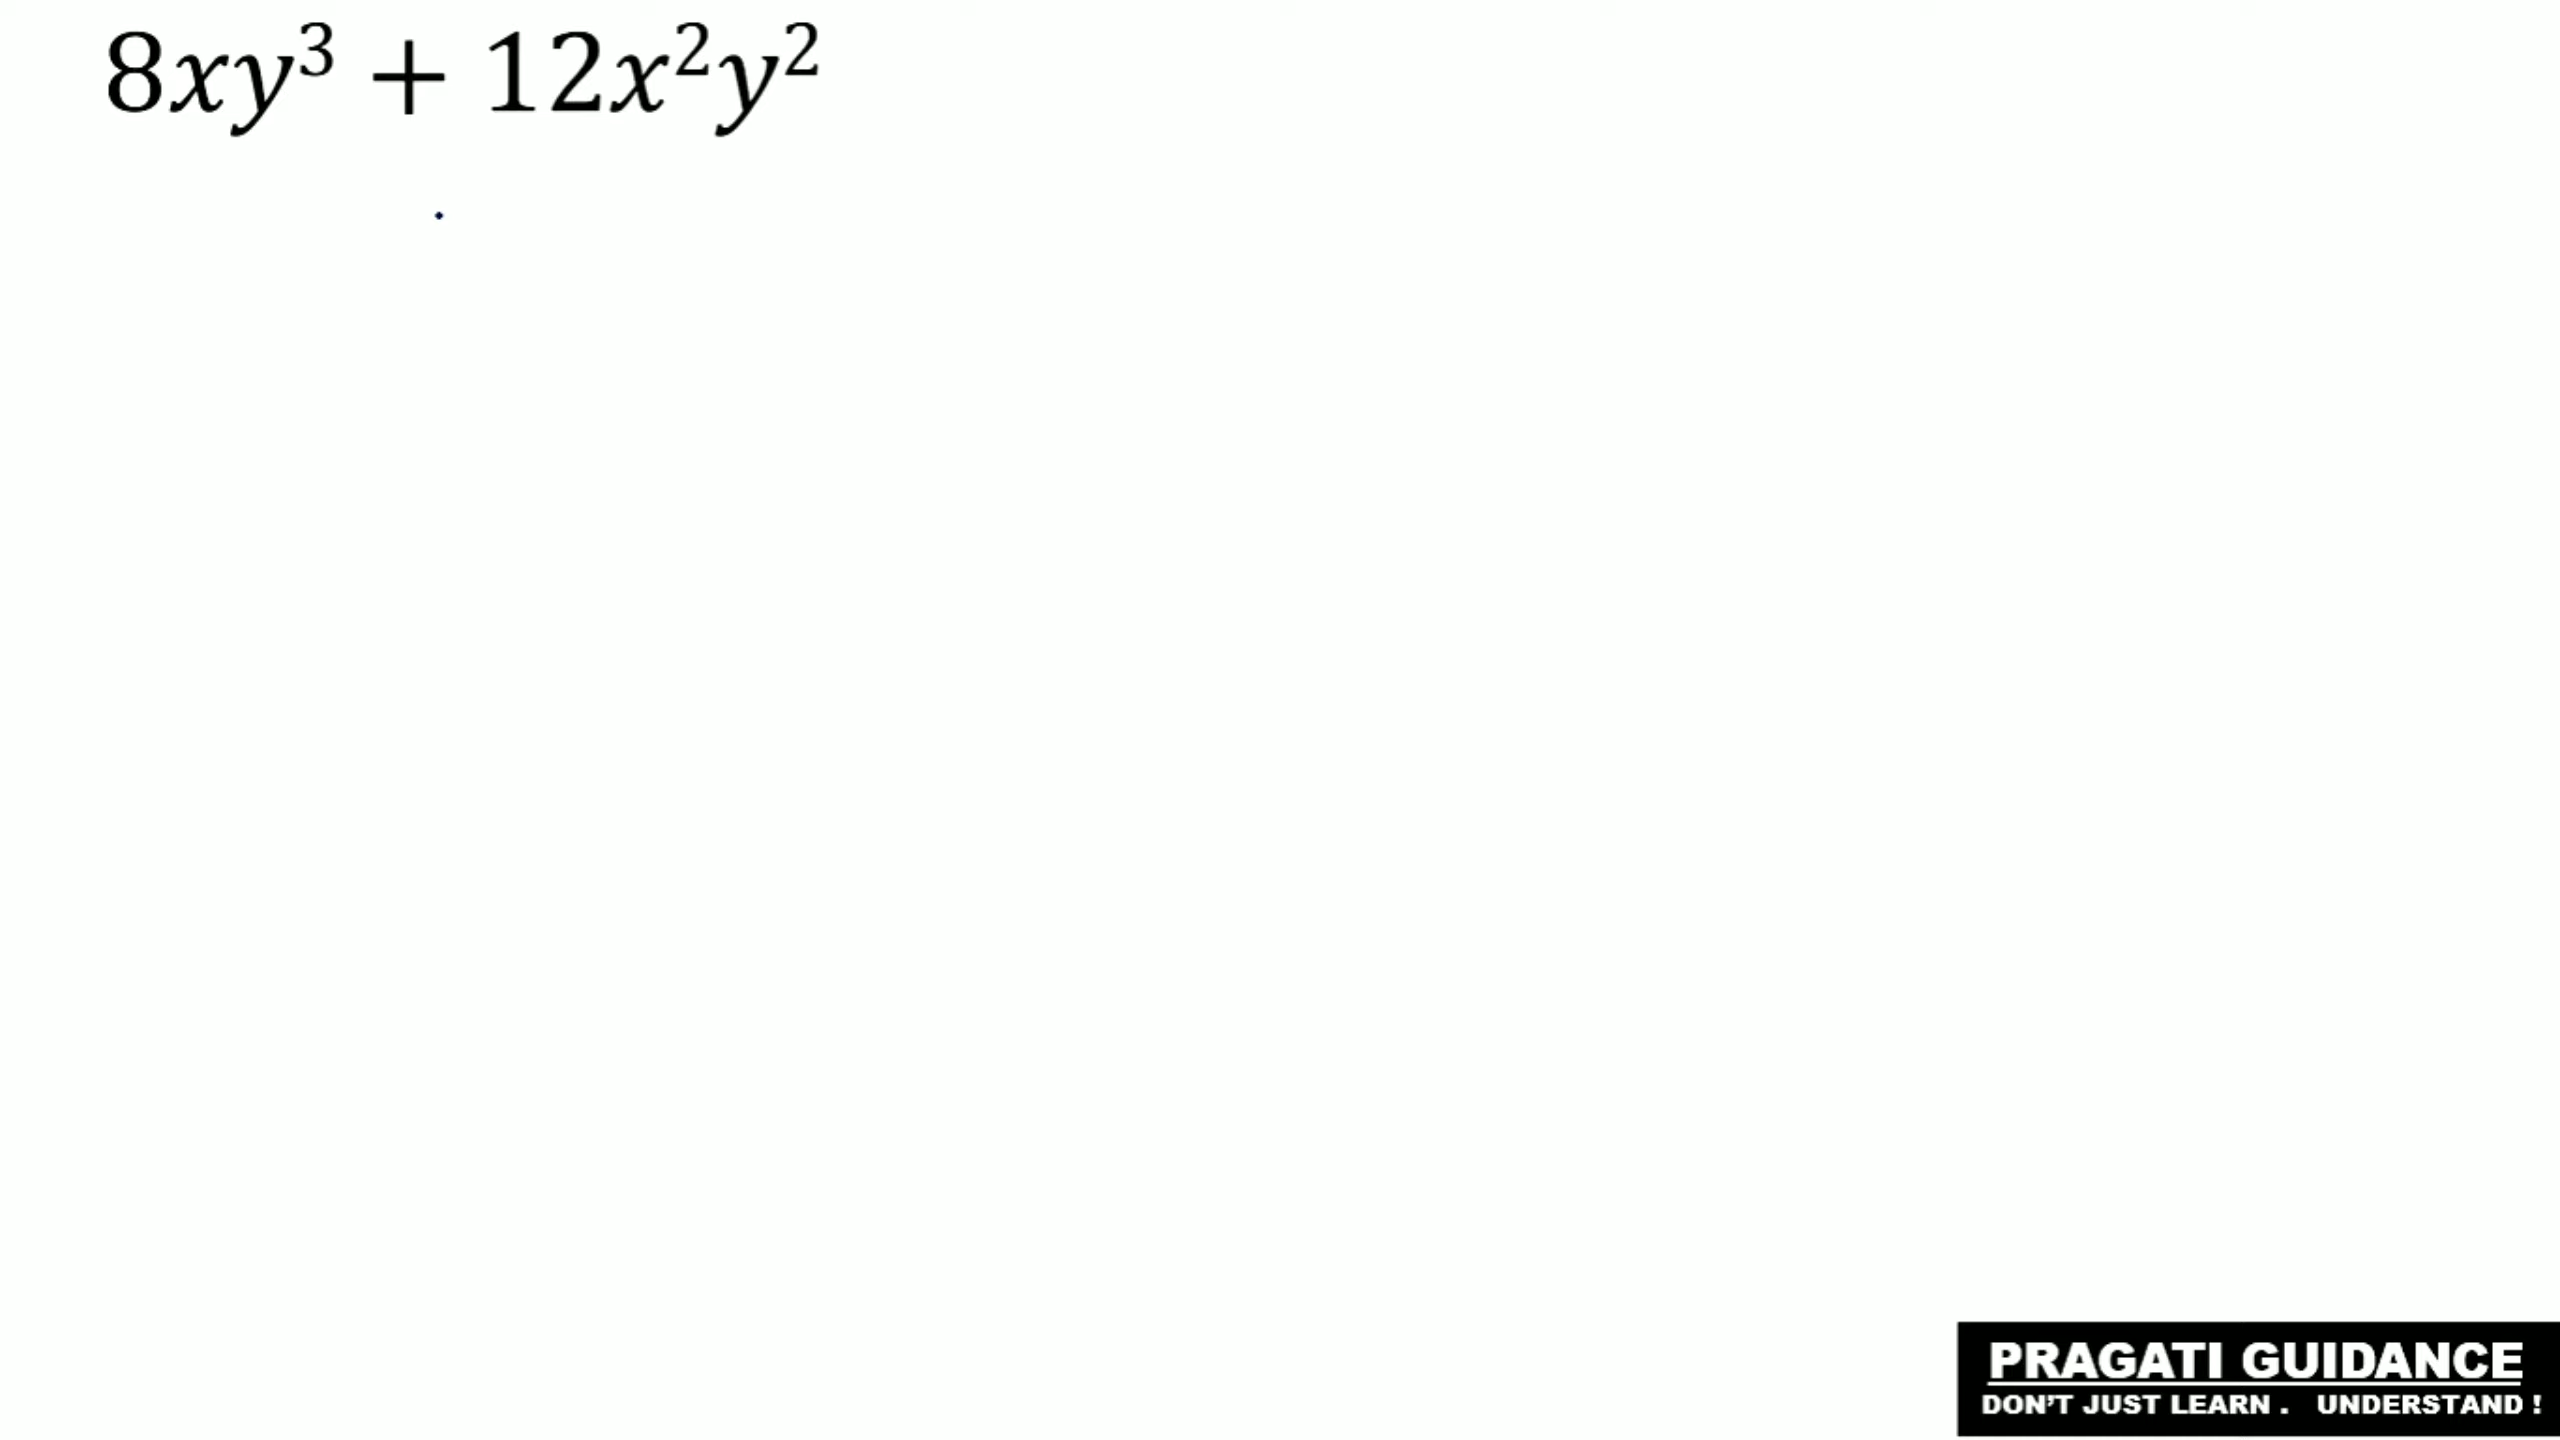 8xy³ + 12x²y²
PRAGATI GUIDANCE
DON'T JUST LEARN . UNDERSTAND !